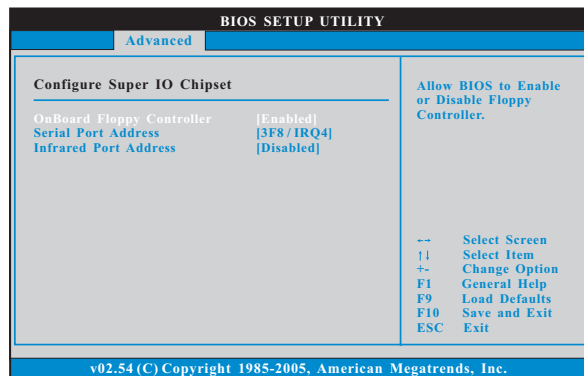 BIOS SETUP UTILITY
Advanced
Configure Super IO Chipset
OnBoard Floppy Controller [Enabled]
Serial Port Address [3F8 / IRQ4]
Infrared Port Address [Disabled]
Allow BIOS to Enable
or Disable Floppy
Controller.
←→ Select Screen
↑↓ Select Item
+- Change Option
F1 General Help
F9 Load Defaults
F10 Save and Exit
ESC Exit
v02.54 (C) Copyright 1985-2005, American Megatrends, Inc.